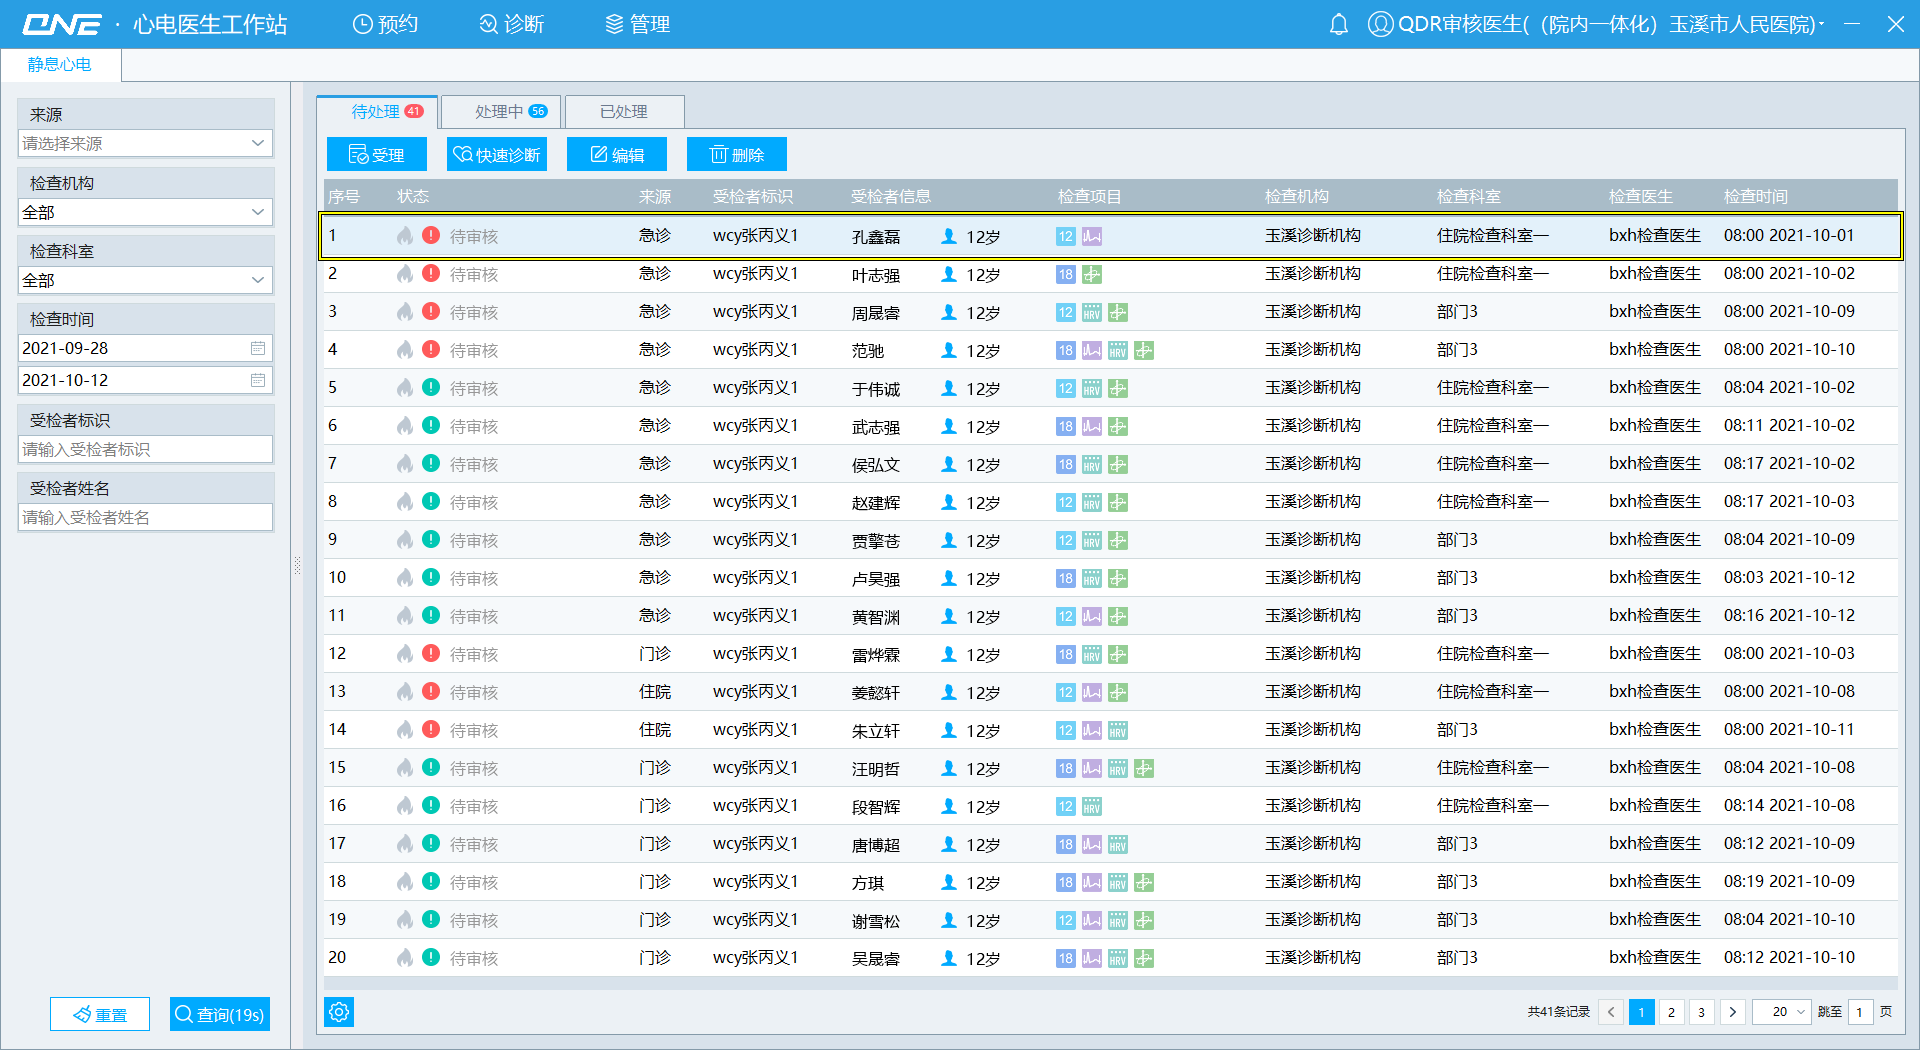 ONE · 心电医生工作站 预约 诊断 管理 QDR审核医生(（院内一体化）玉溪市人民医院)
静息心电
来源
请选择来源
检查机构
全部
检查科室
全部
检查时间
2021-09-28
2021-10-12
受检者标识
请输入受检者标识
受检者姓名
请输入受检者姓名
重置 查询(19s)
待处理 41 处理中 56 已处理
受理 快速诊断 编辑 删除
序号 状态 来源 受检者标识 受检者信息 检查项目 检查机构 检查科室 检查医生 检查时间
1 待审核 急诊 wcy张丙义1 孔鑫磊 12岁 12 玉溪诊断机构 住院检查科室一 bxh检查医生 08:00 2021-10-01
2 待审核 急诊 wcy张丙义1 叶志强 12岁 18 玉溪诊断机构 住院检查科室一 bxh检查医生 08:00 2021-10-02
3 待审核 急诊 wcy张丙义1 周晟睿 12岁 12 HRV 玉溪诊断机构 部门3 bxh检查医生 08:00 2021-10-09
4 待审核 急诊 wcy张丙义1 范驰 12岁 18 HRV 玉溪诊断机构 部门3 bxh检查医生 08:00 2021-10-10
5 待审核 急诊 wcy张丙义1 于伟诚 12岁 12 HRV 玉溪诊断机构 住院检查科室一 bxh检查医生 08:04 2021-10-02
6 待审核 急诊 wcy张丙义1 武志强 12岁 18 玉溪诊断机构 住院检查科室一 bxh检查医生 08:11 2021-10-02
7 待审核 急诊 wcy张丙义1 侯弘文 12岁 18 HRV 玉溪诊断机构 住院检查科室一 bxh检查医生 08:17 2021-10-02
8 待审核 急诊 wcy张丙义1 赵建辉 12岁 12 HRV 玉溪诊断机构 住院检查科室一 bxh检查医生 08:17 2021-10-03
9 待审核 急诊 wcy张丙义1 贾擎苍 12岁 12 HRV 玉溪诊断机构 部门3 bxh检查医生 08:04 2021-10-09
10 待审核 急诊 wcy张丙义1 卢昊强 12岁 18 HRV 玉溪诊断机构 部门3 bxh检查医生 08:03 2021-10-12
11 待审核 急诊 wcy张丙义1 黄智渊 12岁 12 玉溪诊断机构 部门3 bxh检查医生 08:16 2021-10-12
12 待审核 门诊 wcy张丙义1 雷烨霖 12岁 18 HRV 玉溪诊断机构 住院检查科室一 bxh检查医生 08:00 2021-10-03
13 待审核 住院 wcy张丙义1 姜懿轩 12岁 12 玉溪诊断机构 住院检查科室一 bxh检查医生 08:00 2021-10-08
14 待审核 住院 wcy张丙义1 朱立轩 12岁 12 HRV 玉溪诊断机构 部门3 bxh检查医生 08:00 2021-10-11
15 待审核 门诊 wcy张丙义1 汪明哲 12岁 18 HRV 玉溪诊断机构 住院检查科室一 bxh检查医生 08:04 2021-10-08
16 待审核 门诊 wcy张丙义1 段智辉 12岁 12 HRV 玉溪诊断机构 住院检查科室一 bxh检查医生 08:14 2021-10-08
17 待审核 门诊 wcy张丙义1 唐博超 12岁 18 HRV 玉溪诊断机构 部门3 bxh检查医生 08:12 2021-10-09
18 待审核 门诊 wcy张丙义1 方琪 12岁 18 HRV 玉溪诊断机构 部门3 bxh检查医生 08:19 2021-10-09
19 待审核 门诊 wcy张丙义1 谢雪松 12岁 12 HRV 玉溪诊断机构 部门3 bxh检查医生 08:04 2021-10-10
20 待审核 门诊 wcy张丙义1 吴晟睿 12岁 18 HRV 玉溪诊断机构 部门3 bxh检查医生 08:12 2021-10-10
共41条记录 1 2 3 20 跳至 1 页